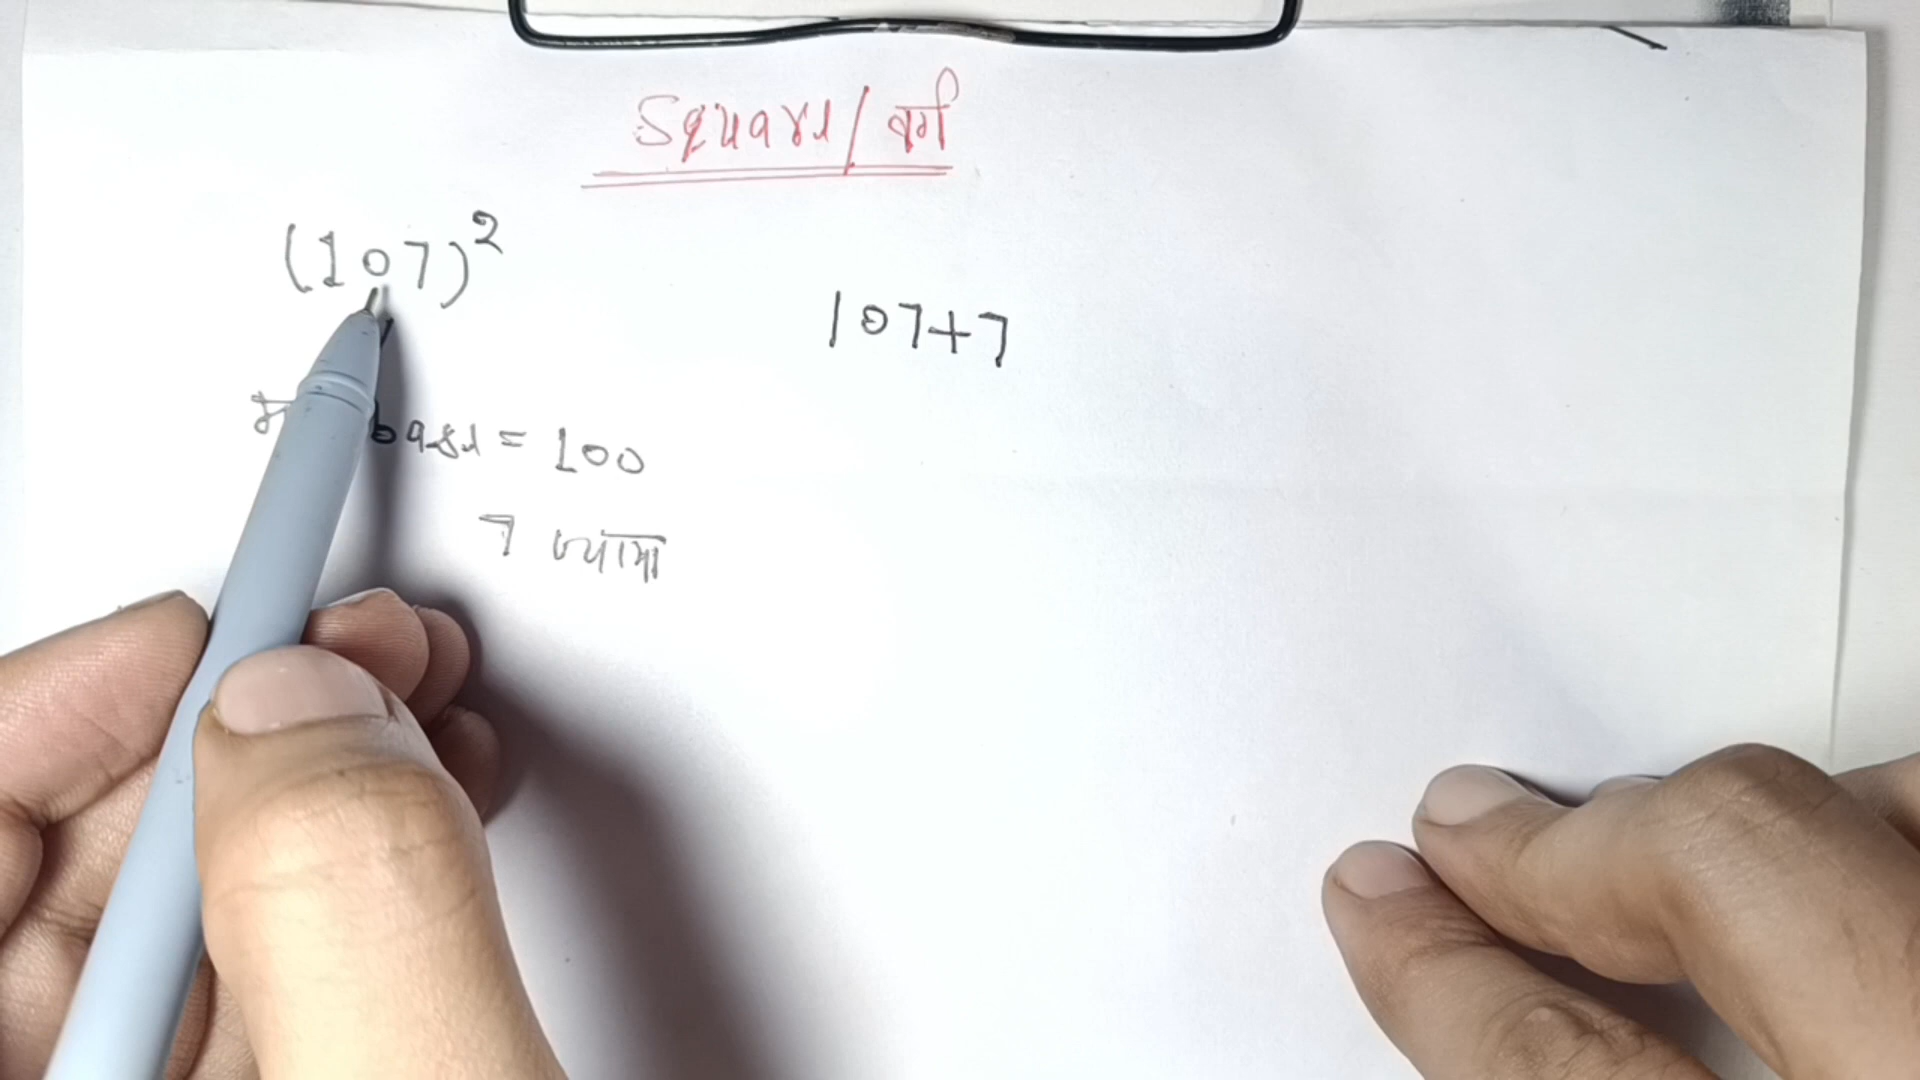 Square/वर्ग
(107)²
107+7
base = 100
7 ज्यादा